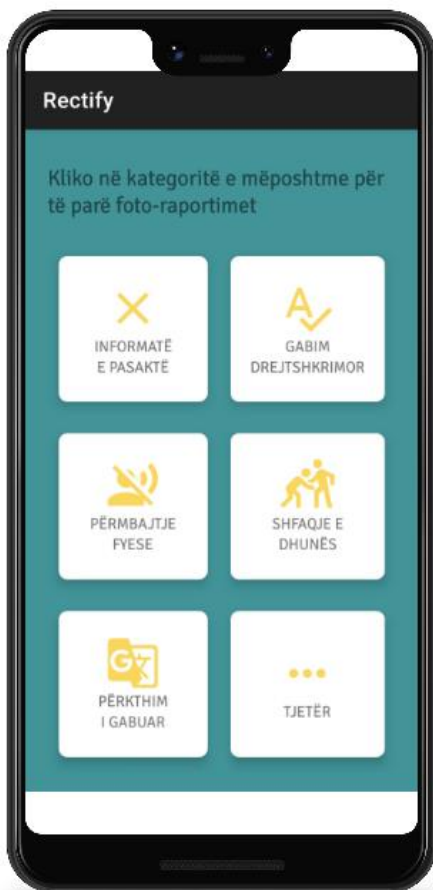 Rectify
Kliko në kategoritë e mëposhtme për
të parë foto-raportimet
INFORMATË
E PASAKTË
GABIM
DREJTSHKRIMOR
PËRMBAJTJE
FYESE
SHFAQJE E
DHUNËS
PËRKTHIM
I GABUAR
TJETËR